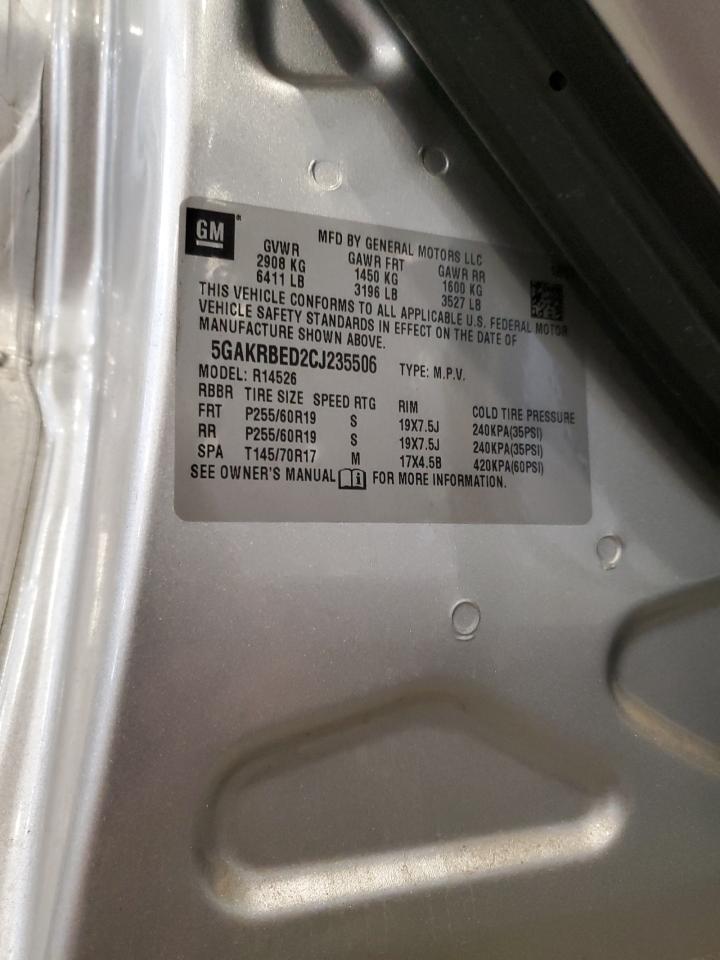 GM
MFD BY GENERAL MOTORS LLC
GVWR GAWR FRT GAWR RR
2908 KG 1450 KG 1600 KG
6411 LB 3196 LB 3527 LB
THIS VEHICLE CONFORMS TO ALL APPLICABLE U.S. FEDERAL MOTOR
VEHICLE SAFETY STANDARDS IN EFFECT ON THE DATE OF
MANUFACTURE SHOWN ABOVE.
5GAKRBED2CJ235506 TYPE: M.P.V.
MODEL: R14526
RBBR TIRE SIZE SPEED RTG RIM COLD TIRE PRESSURE
FRT P255/60R19 S 19X7.5J 240KPA(35PSI)
RR P255/60R19 S 19X7.5J 240KPA(35PSI)
SPA T145/70R17 M 17X4.5B 420KPA(60PSI)
SEE OWNER'S MANUAL i FOR MORE INFORMATION.